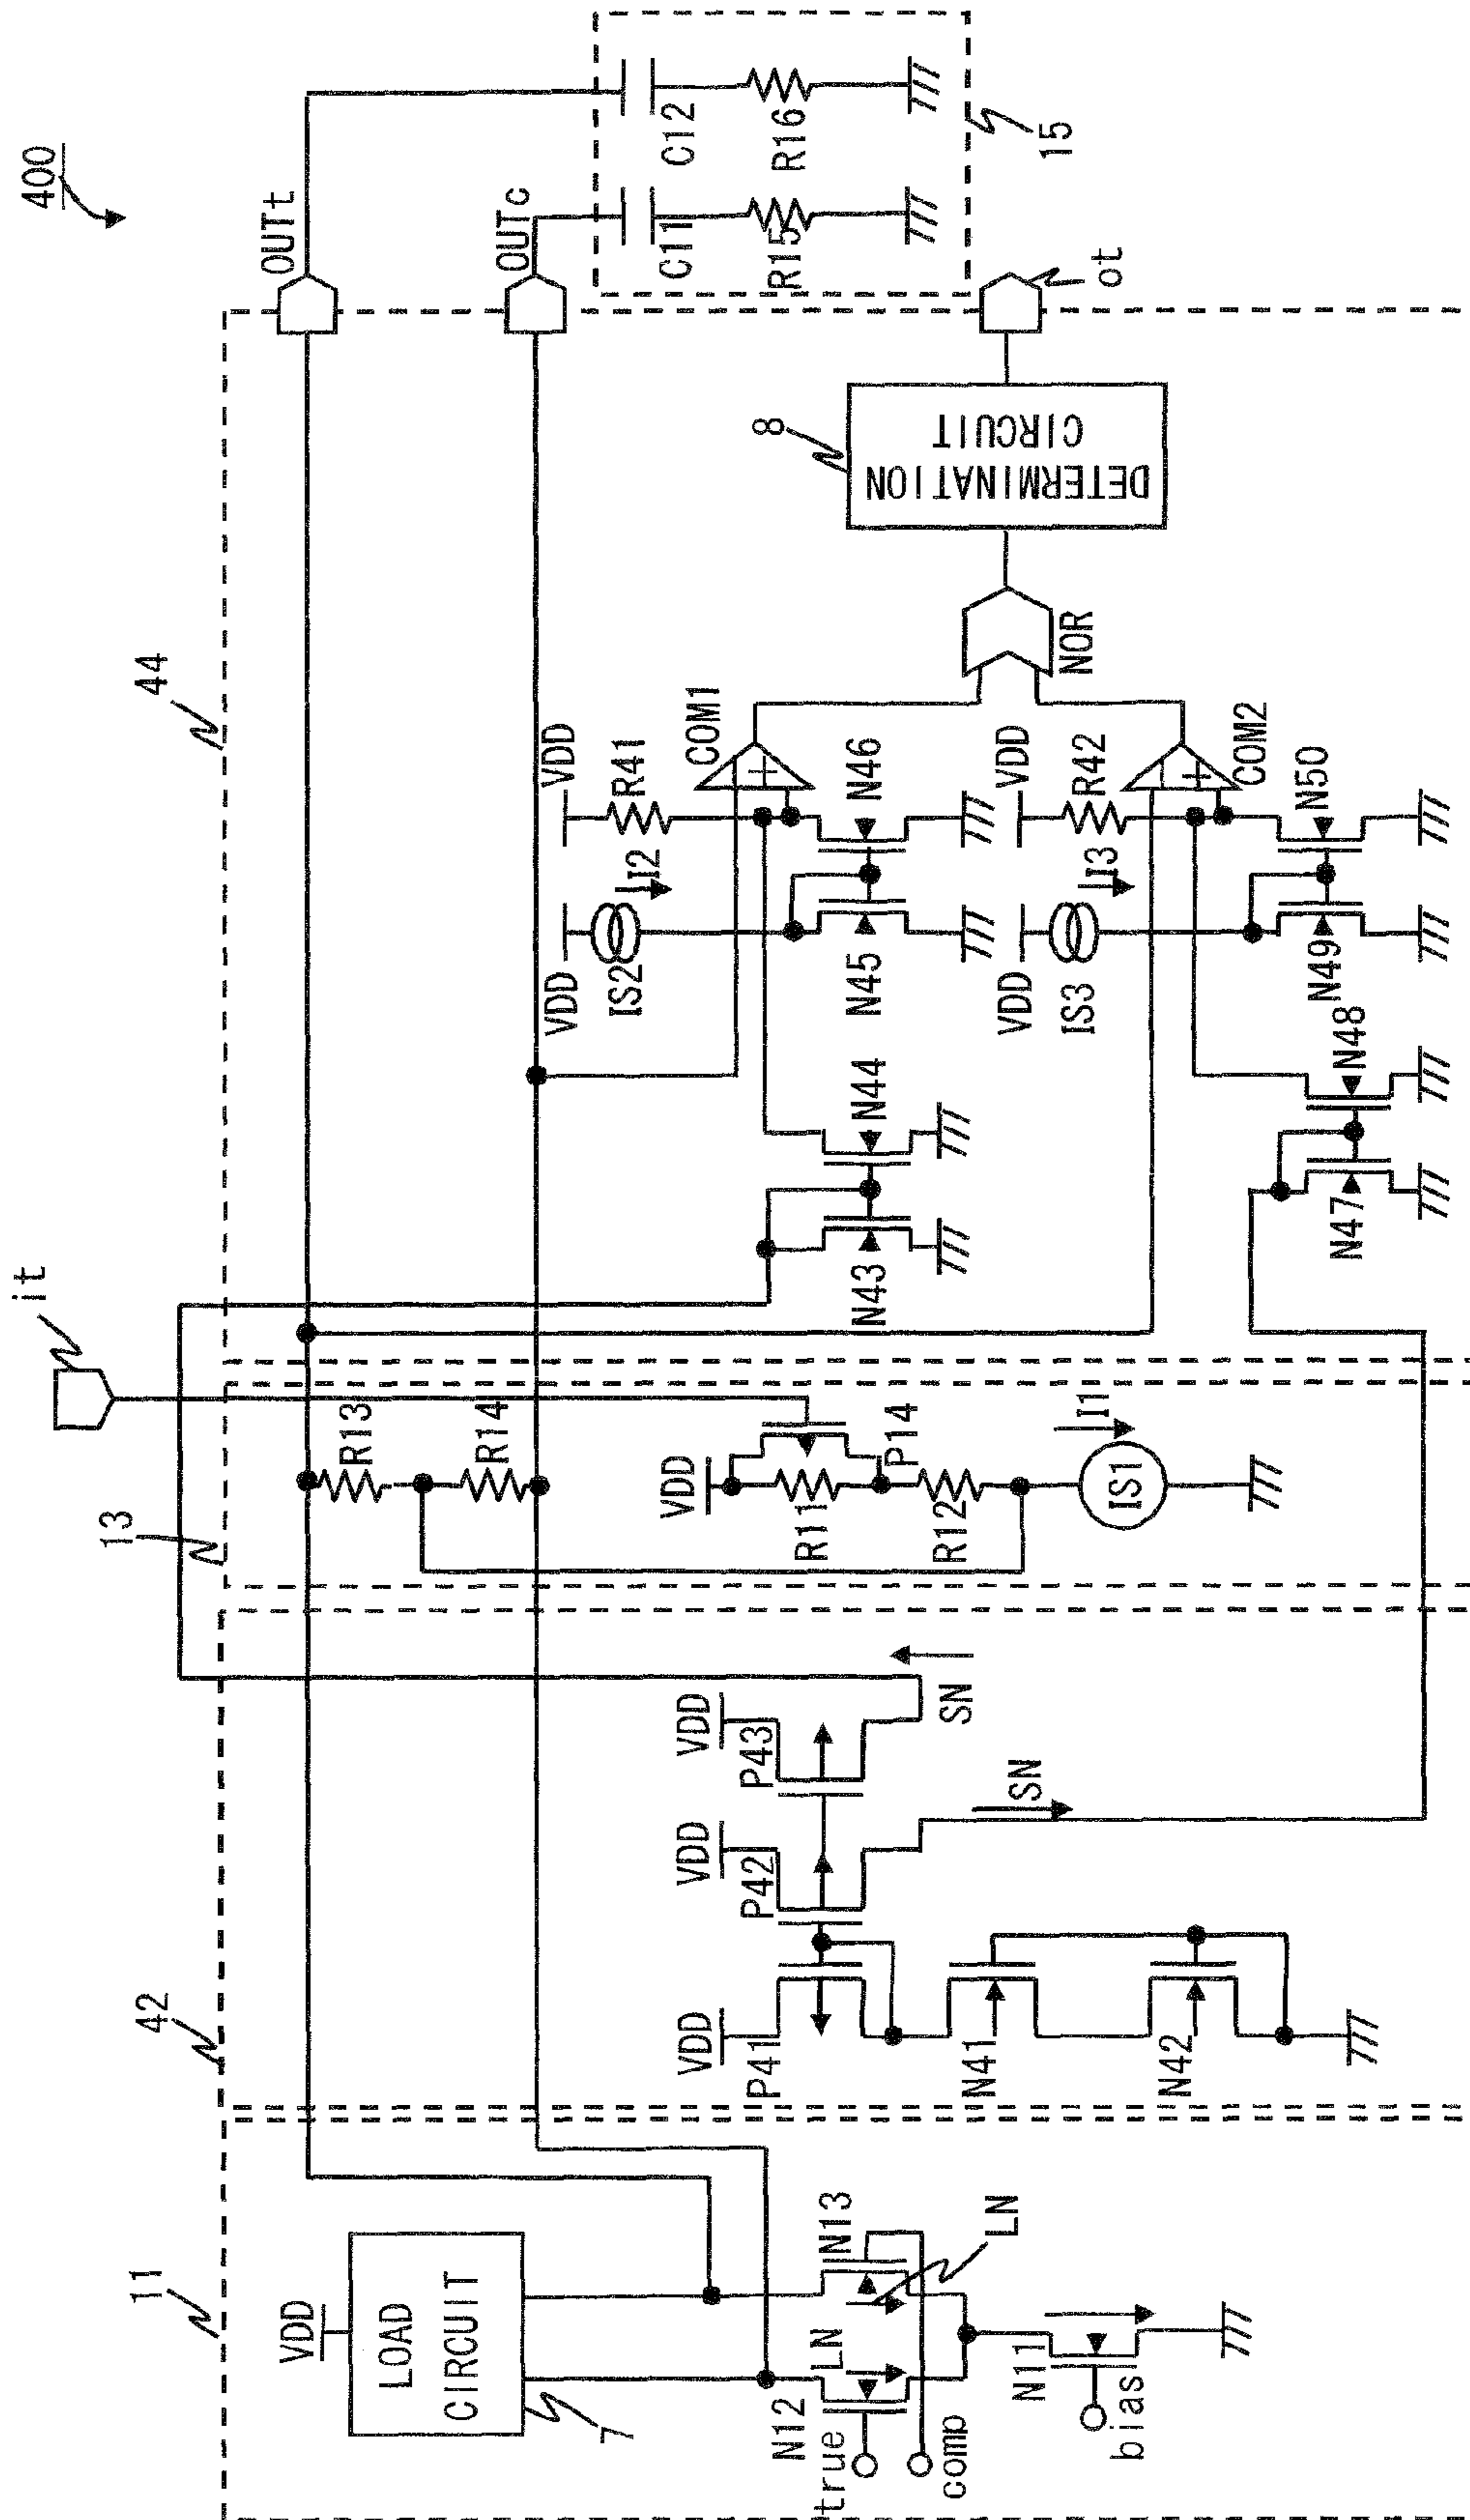 400
OUTt
OUTc
C12
R16
C11
R15
15
ot
8
DETERMINATION
CIRCUIT
44
NOR
VDD
R41
COM1
I2
VDD
IS2
N46
N45
VDD
R42
COM2
I3
VDD
IS3
N50
N49
N44
N43
N48
N47
it
13
R13
R14
VDD
P14
R11
R12
I1
IS1
42
VDD
P43
SN
VDD
P42
SN
VDD
P41
N41
N42
11
VDD
LOAD
CIRCUIT
7
N13
LN
LN
N12
true
comp
N11
bias